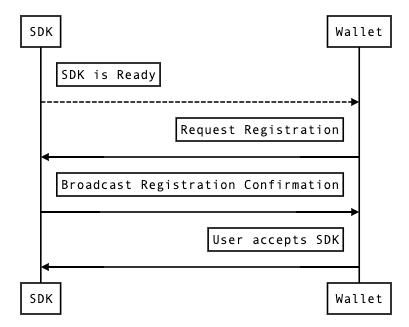 SDK Wallet
SDK is Ready
Request Registration
Broadcast Registration Confirmation
User accepts SDK
SDK Wallet